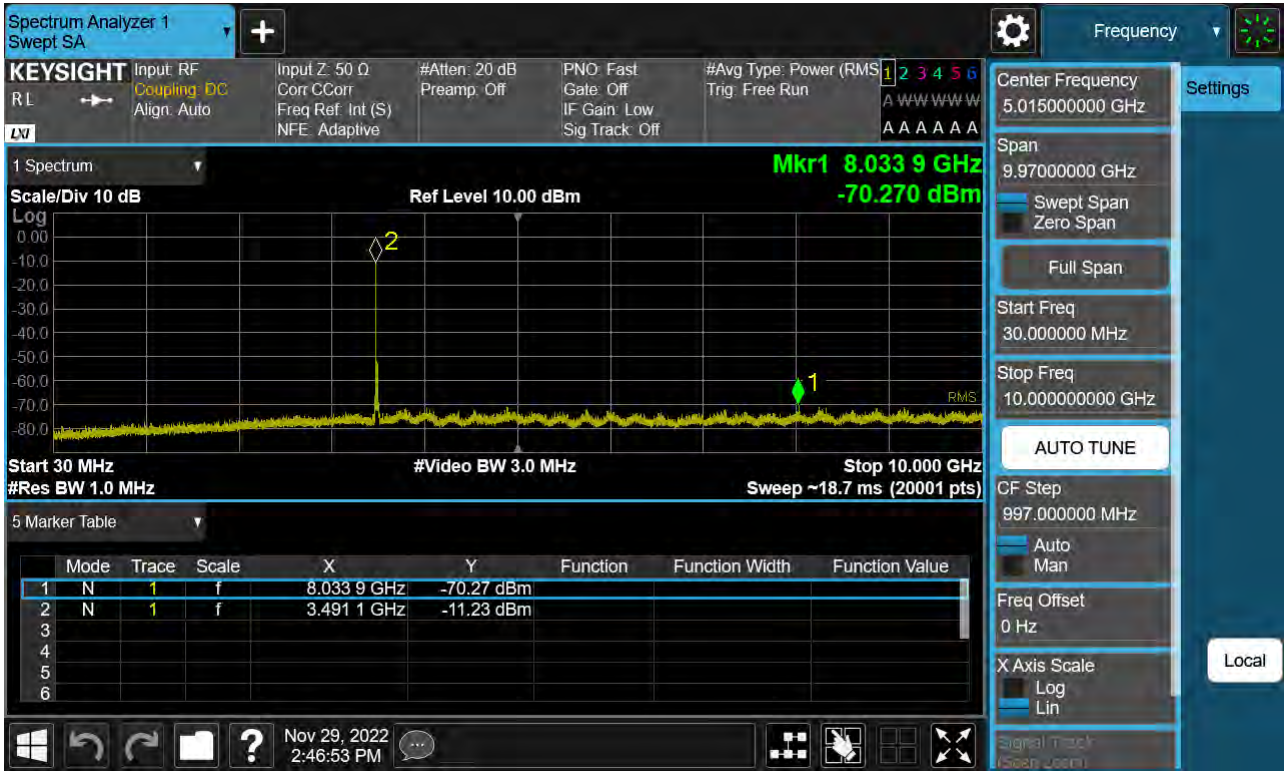 Spectrum Analyzer 1
Swept SA
Frequency
KEYSIGHT
RL
LXI
Input: RF
Coupling: DC
Align: Auto
Input Z: 50 Ω
Corr CCorr
Freq Ref: Int (S)
NFE: Adaptive
#Atten: 20 dB
Preamp: Off
PNO: Fast
Gate: Off
IF Gain: Low
Sig Track: Off
#Avg Type: Power (RMS
Trig: Free Run
1 2 3 4 5 6
A W W W W W
A A A A A A
1 Spectrum
Scale/Div 10 dB
Ref Level 10.00 dBm
Mkr1 8.033 9 GHz
-70.270 dBm
Log
0.00
-10.0
-20.0
-30.0
-40.0
-50.0
-60.0
-70.0
-80.0
2
1
RMS
Start 30 MHz
#Video BW 3.0 MHz
Stop 10.000 GHz
#Res BW 1.0 MHz
Sweep ~18.7 ms (20001 pts)
5 Marker Table
Mode Trace Scale X Y Function Function Width Function Value
1 N 1 f 8.033 9 GHz -70.27 dBm
2 N 1 f 3.491 1 GHz -11.23 dBm
3
4
5
6
Nov 29, 2022
2:46:53 PM
Center Frequency
5.015000000 GHz
Span
9.97000000 GHz
Swept Span
Zero Span
Full Span
Start Freq
30.000000 MHz
Stop Freq
10.000000000 GHz
AUTO TUNE
CF Step
997.000000 MHz
Auto
Man
Freq Offset
0 Hz
X Axis Scale
Log
Lin
Signal Track
(Span Zoom)
Settings
Local